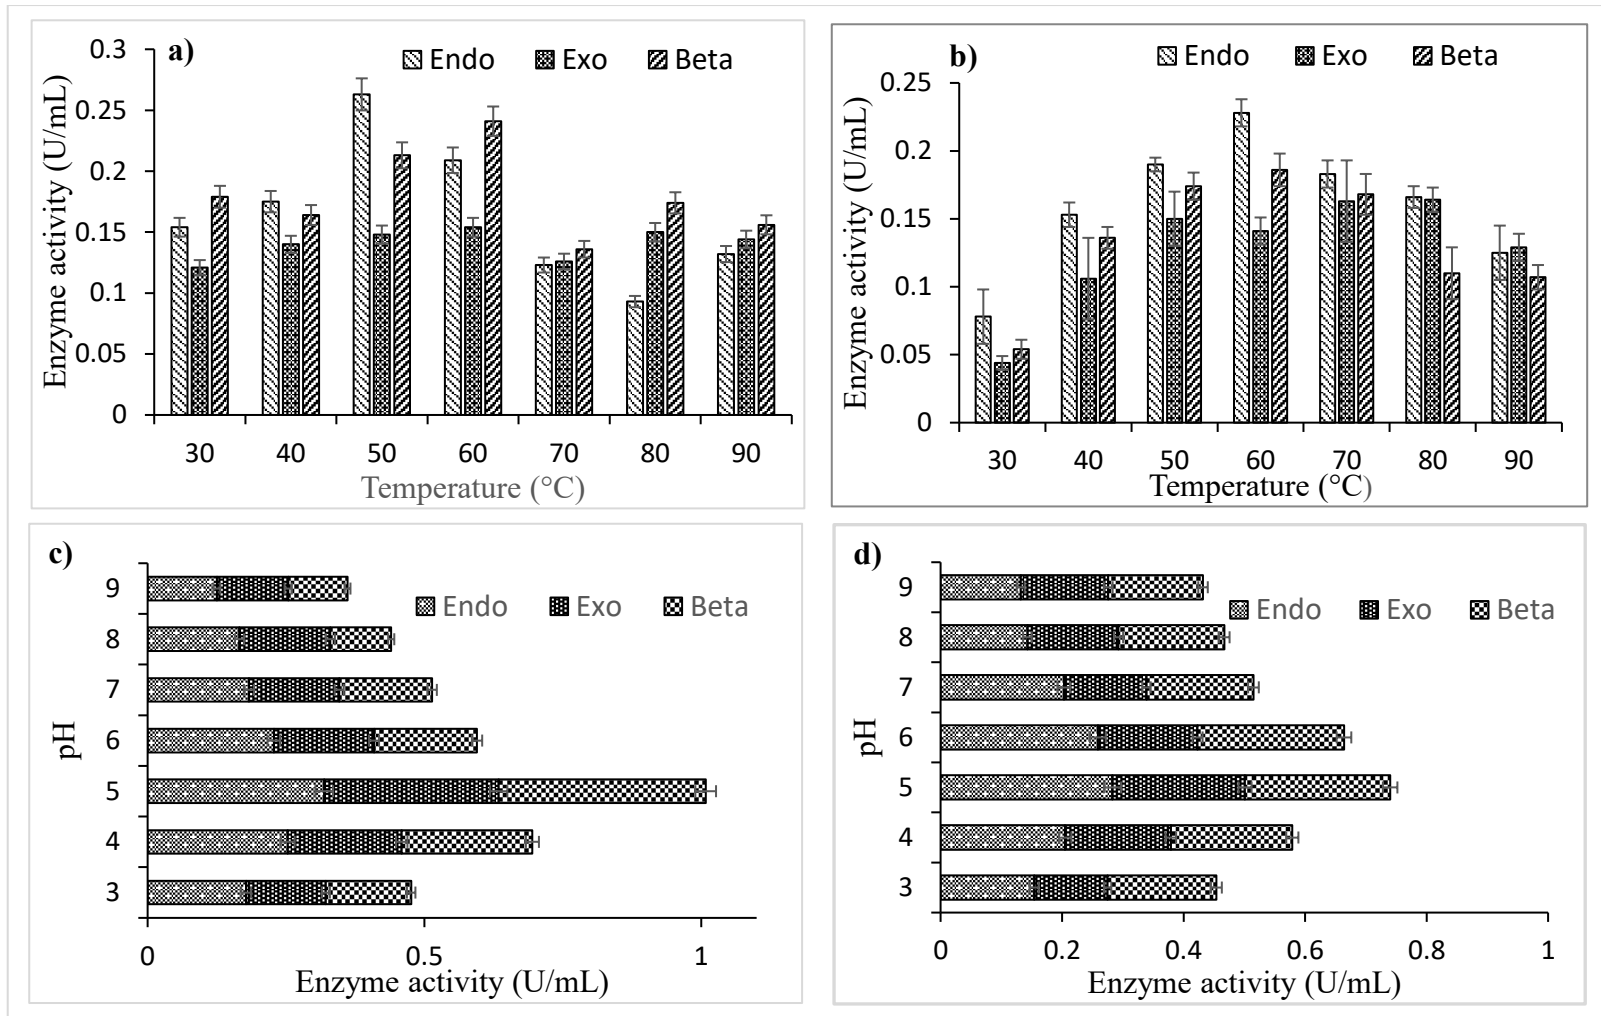 a)
Endo Exo Beta
Enzyme activity (U/mL)
0.3
0.25
0.2
0.15
0.1
0.05
0
30 40 50 60 70 80 90
Temperature (°C)
b)
Endo Exo Beta
Enzyme activity (U/mL)
0.25
0.2
0.15
0.1
0.05
0
30 40 50 60 70 80 90
Temperature (°C)
c)
Endo Exo Beta
pH
9
8
7
6
5
4
3
0 0.5 1
Enzyme activity (U/mL)
d)
Endo Exo Beta
pH
9
8
7
6
5
4
3
0 0.2 0.4 0.6 0.8 1
Enzyme activity (U/mL)